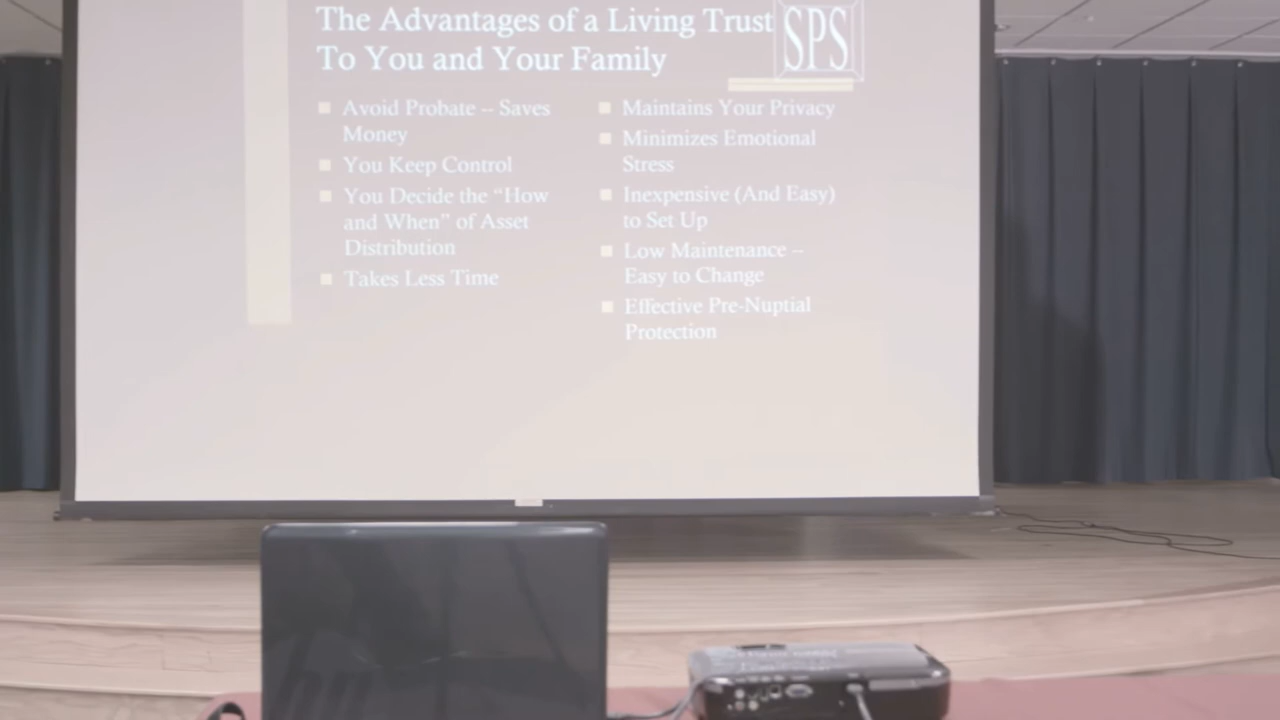 The Advantages of a Living Trust
To You and Your Family
SPS
Avoid Probate – Saves
Money
You Keep Control
You Decide the “How
and When” of Asset
Distribution
Takes Less Time
Maintains Your Privacy
Minimizes Emotional
Stress
Inexpensive (And Easy)
to Set Up
Low Maintenance –
Easy to Change
Effective Pre-Nuptial
Protection